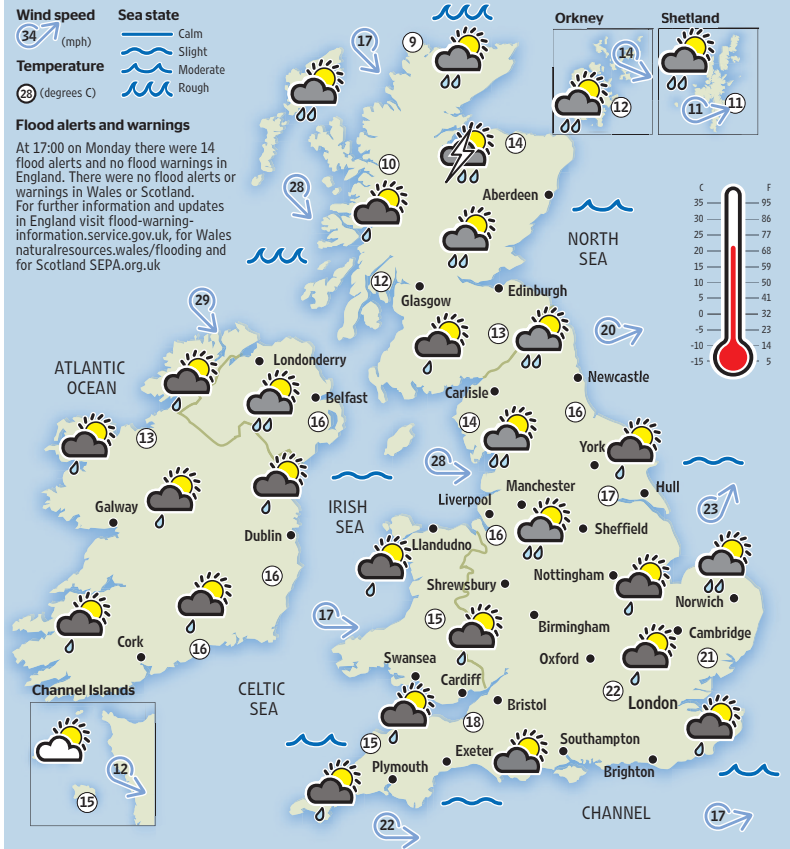 Wind speed
34
(mph)
Temperature
28 (degrees C)
Sea state
Calm
Slight
Moderate
Rough
Flood alerts and warnings
At 17:00 on Monday there were 14
flood alerts and no flood warnings in
England. There were no flood alerts or
warnings in Wales or Scotland.
For further information and updates
in England visit flood-warning-
information.service.gov.uk, for Wales
naturalresources.wales/flooding and
for Scotland SEPA.org.uk
17
9
Orkney
14
12
Shetland
11
11
14
10
28
Aberdeen
NORTH
SEA
C F
35 95
30 86
25 77
20 68
15 59
10 50
5 41
0 32
-5 23
-10 14
-15 5
12
Glasgow
Edinburgh
29
13
20
ATLANTIC
OCEAN
Londonderry
Belfast
16
13
Carlisle
Newcastle
14
16
York
28
17
Hull
Galway
IRISH
SEA
Liverpool
Manchester
23
Dublin
Llandudno
16
Sheffield
16
Shrewsbury
Nottingham
Norwich
17
15
Birmingham
Cambridge
Cork
16
Swansea
Oxford
21
Cardiff
22
London
Channel Islands
CELTIC
SEA
18
Bristol
12
15
15
Exeter
Southampton
Plymouth
Brighton
22
CHANNEL
17